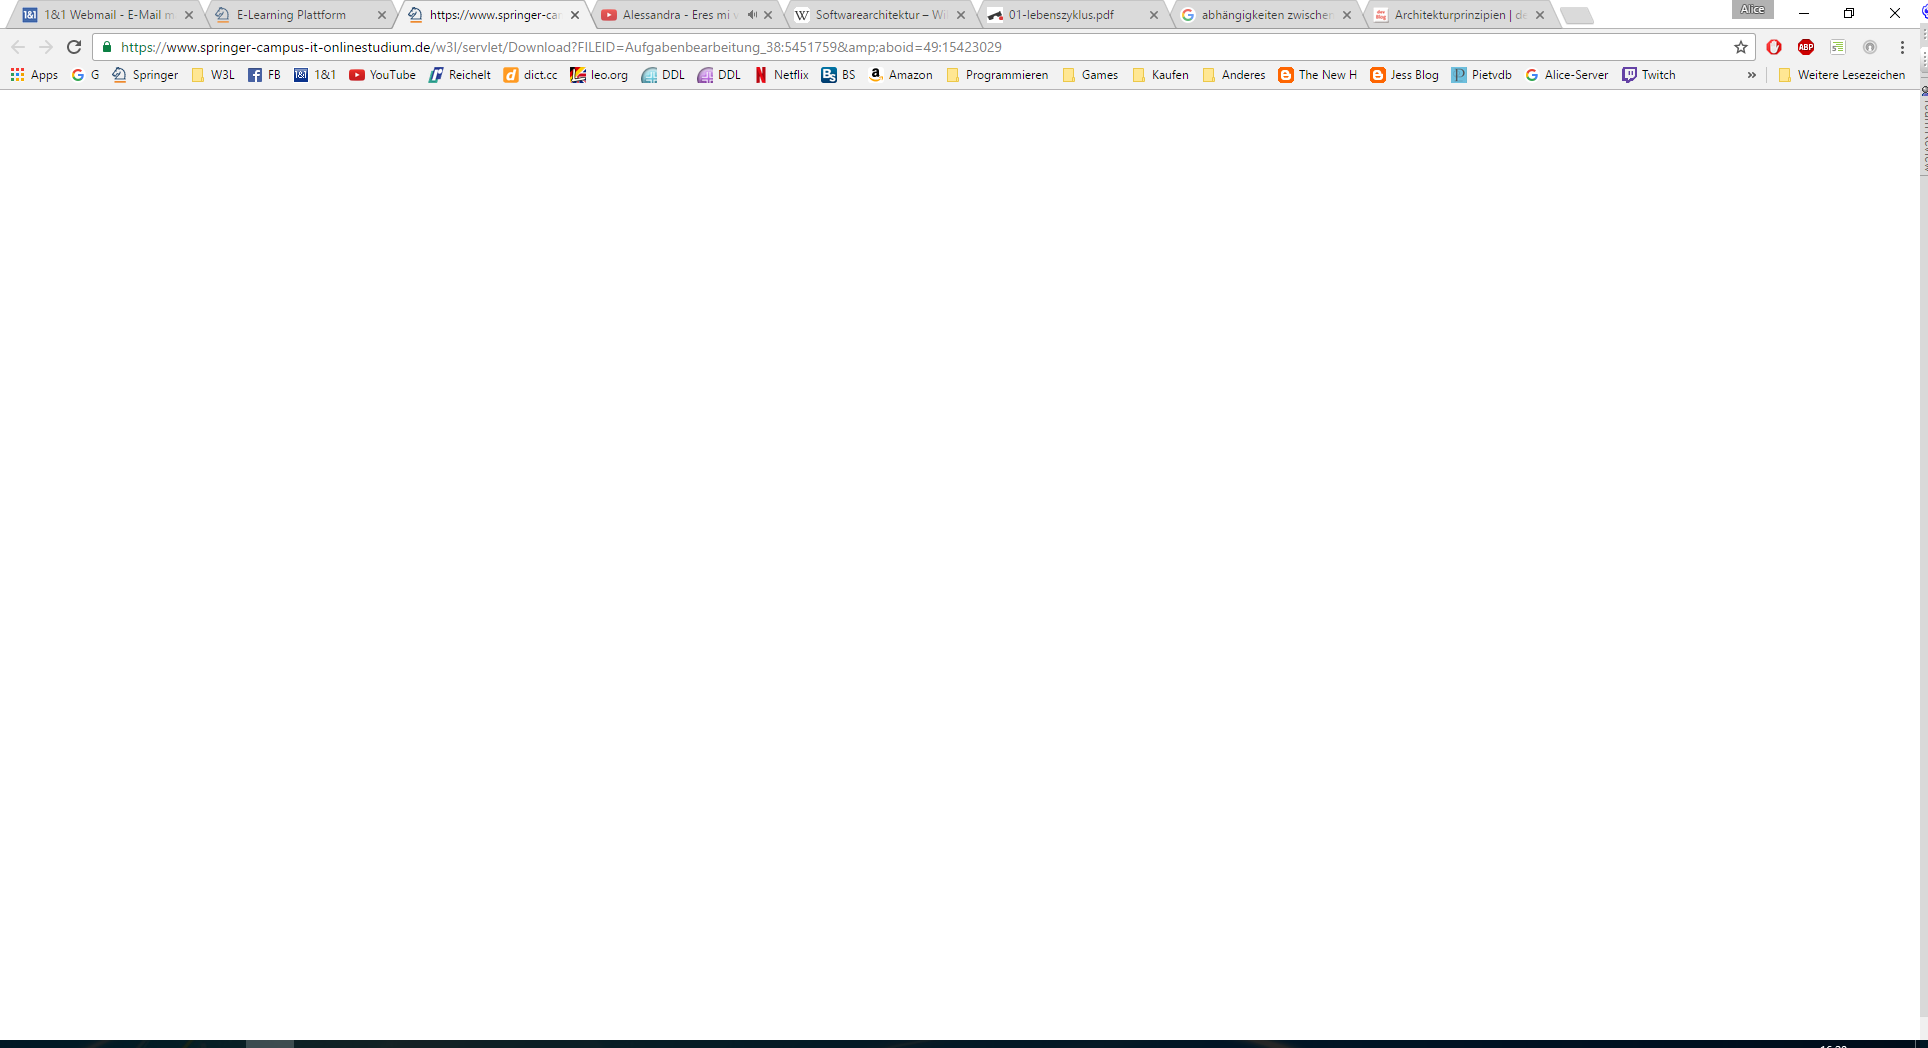 1&1 Webmail - E-Mail m E-Learning Plattform https://www.springer-ca Alessandra - Eres mi Softwarearchitektur – Wi 01-lebenszyklus.pdf abhängigkeiten zwischen Architekturprinzipien | de Alice
https://www.springer-campus-it-onlinestudium.de/w3l/servlet/Download?FILEID=Aufgabenbearbeitung_38:5451759&amp;aboid=49:15423029 ABP
Apps G Springer W3L FB 1&1 YouTube Reichelt dict.cc leo.org DDL DDL Netflix BS Amazon Programmieren Games Kaufen Anderes The New H Jess Blog Pietvdb Alice-Server Twitch » Weitere Lesezeichen